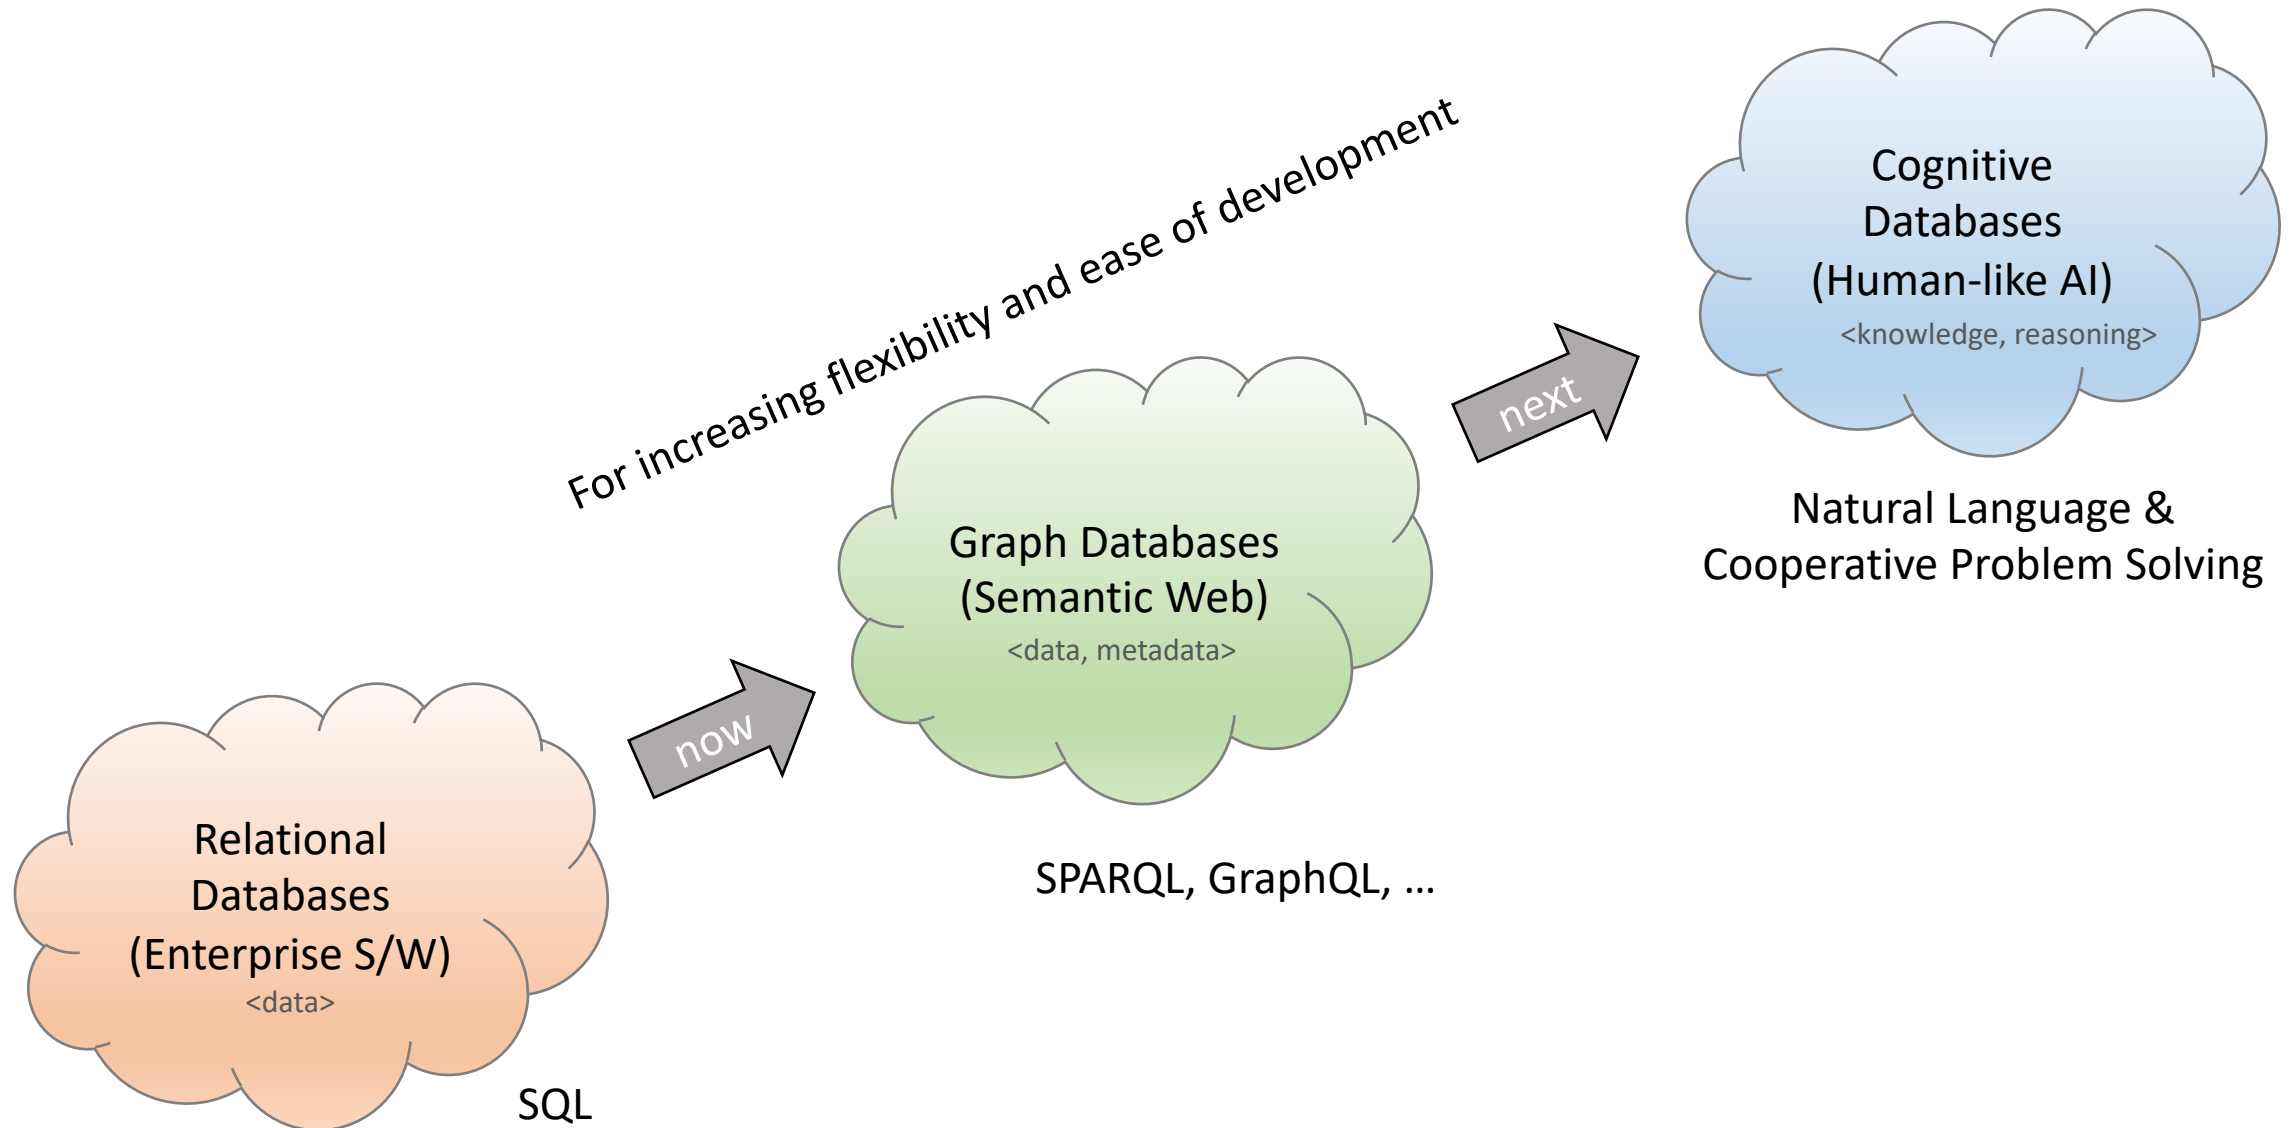 For increasing flexibility and ease of development
Cognitive
Databases
(Human-like AI)
<knowledge, reasoning>
Natural Language &
Cooperative Problem Solving
next
Graph Databases
(Semantic Web)
<data, metadata>
SPARQL, GraphQL, ...
now
Relational
Databases
(Enterprise S/W)
<data>
SQL